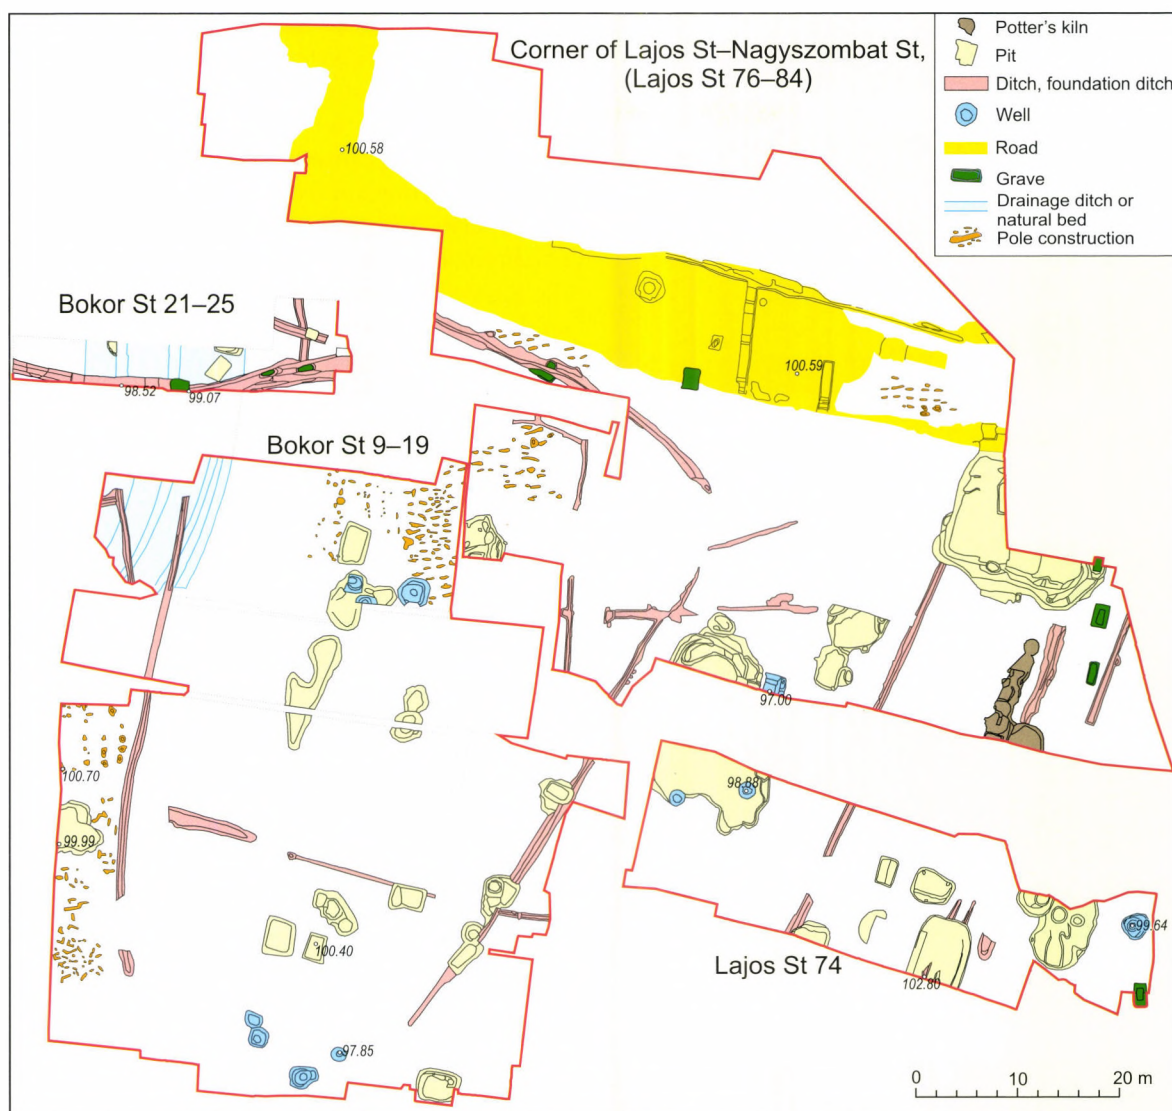 Corner of Lajos St–Nagyszombat St,
(Lajos St 76–84)
Potter's kiln
Pit
Ditch, foundation ditch
Well
Road
Grave
Drainage ditch or
natural bed
Pole construction
100.58
Bokor St 21–25
98.52
99.07
100.59
Bokor St 9–19
97.00
100.70
98.88
99.99
100.40
99.64
Lajos St 74
102.80
97.85
0
10
20 m